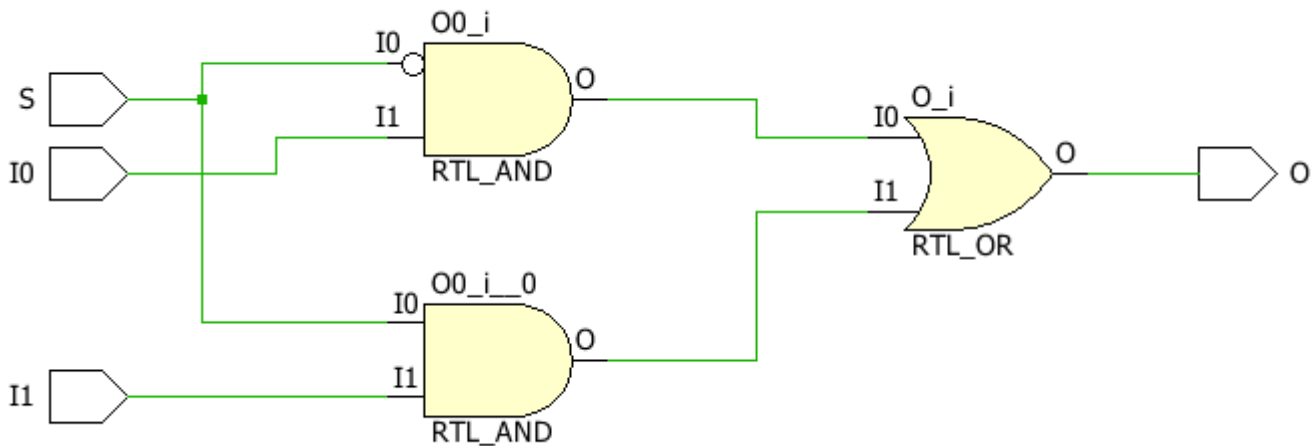 O0_i
I0
O
I1
RTL_AND
S
I0
O_i
I0
O
I1
RTL_OR
O
O0_i__0
I0
O
I1
RTL_AND
I1